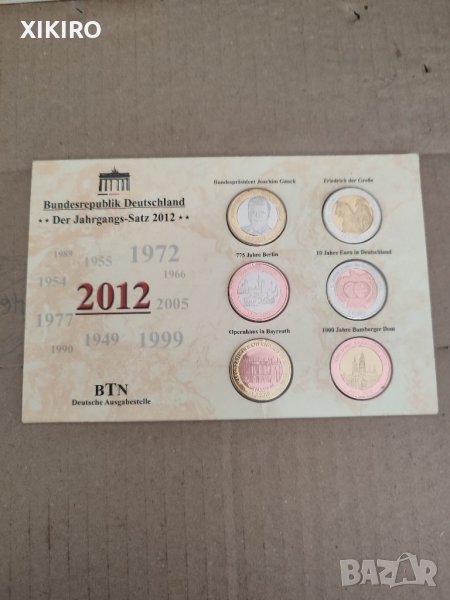 XIKIRO
Bundesrepublik Deutschland
** Der Jahrgangs-Satz 2012 **
1989
1955
1972
1966
1954
2012
2005
1977
1949
1999
1990
BTN
Deutsche Ausgabestelle
Bundespräsident Joachim Gauck
Friedrich der Große
775 Jahre Berlin
10 Jahre Euro in Deutschland
Opernhaus in Bayreuth
1000 Jahre Bamberger Dom
BAZAR